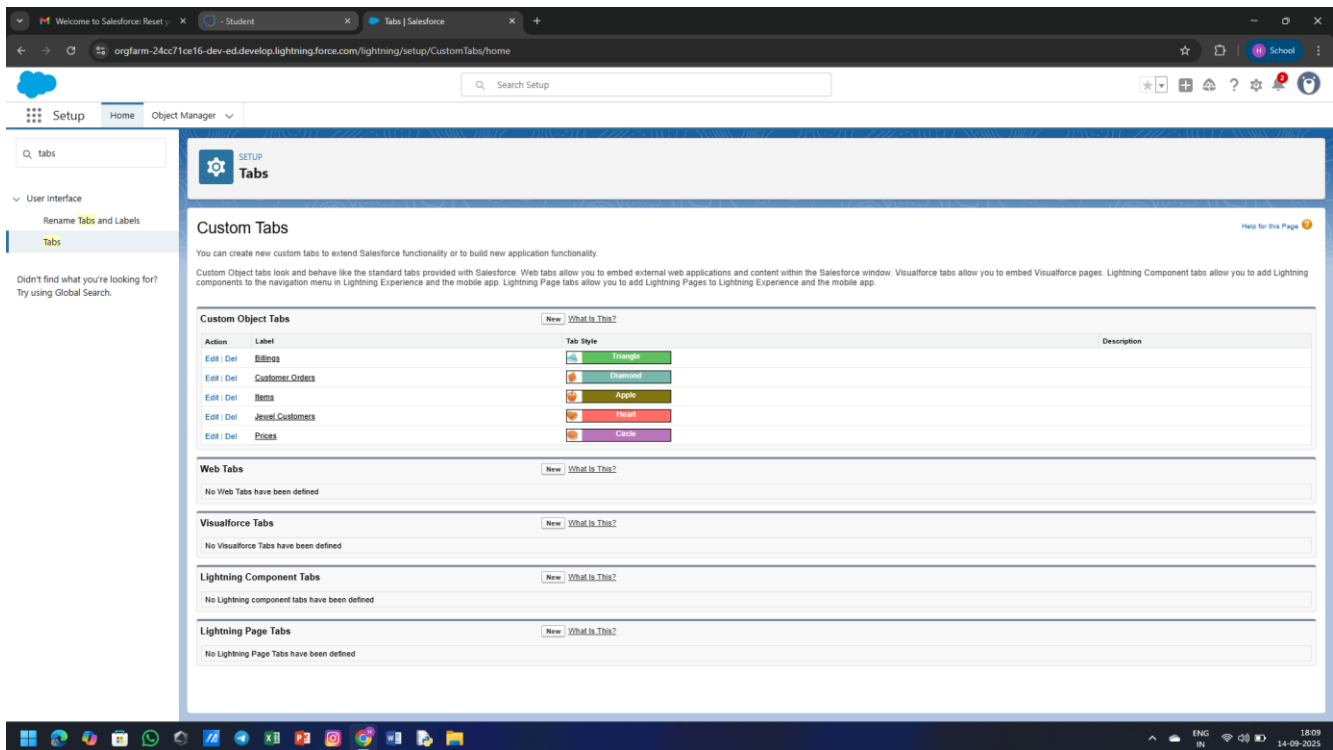 Welcome to Salesforce: Reset y
- Student
Tabs | Salesforce
orgfarm-24cc71ce16-dev-ed.develop.lightning.force.com/lightning/setup/CustomTabs/home
H School
Search Setup
2
Setup Home Object Manager
tabs
User Interface
Rename Tabs and Labels
Tabs
Didn't find what you're looking for?
Try using Global Search.
SETUP
Tabs
Custom Tabs
Help for this Page
You can create new custom tabs to extend Salesforce functionality or to build new application functionality.
Custom Object tabs look and behave like the standard tabs provided with Salesforce. Web tabs allow you to embed external web applications and content within the Salesforce window. Visualforce tabs allow you to embed Visualforce pages. Lightning Component tabs allow you to add Lightning
components to the navigation menu in Lightning Experience and the mobile app. Lightning Page tabs allow you to add Lightning Pages to Lightning Experience and the mobile app.
Custom Object Tabs New What Is This?
Action Label Tab Style Description
Edit | Del Billings Triangle
Edit | Del Customer Orders Diamond
Edit | Del Items Apple
Edit | Del Jewel Customers Heart
Edit | Del Prices Circle
Web Tabs New What Is This?
No Web Tabs have been defined
Visualforce Tabs New What Is This?
No Visualforce Tabs have been defined
Lightning Component Tabs New What Is This?
No Lightning component tabs have been defined
Lightning Page Tabs New What Is This?
No Lightning Page Tabs have been defined
ENG 18:09
IN 14-09-2025